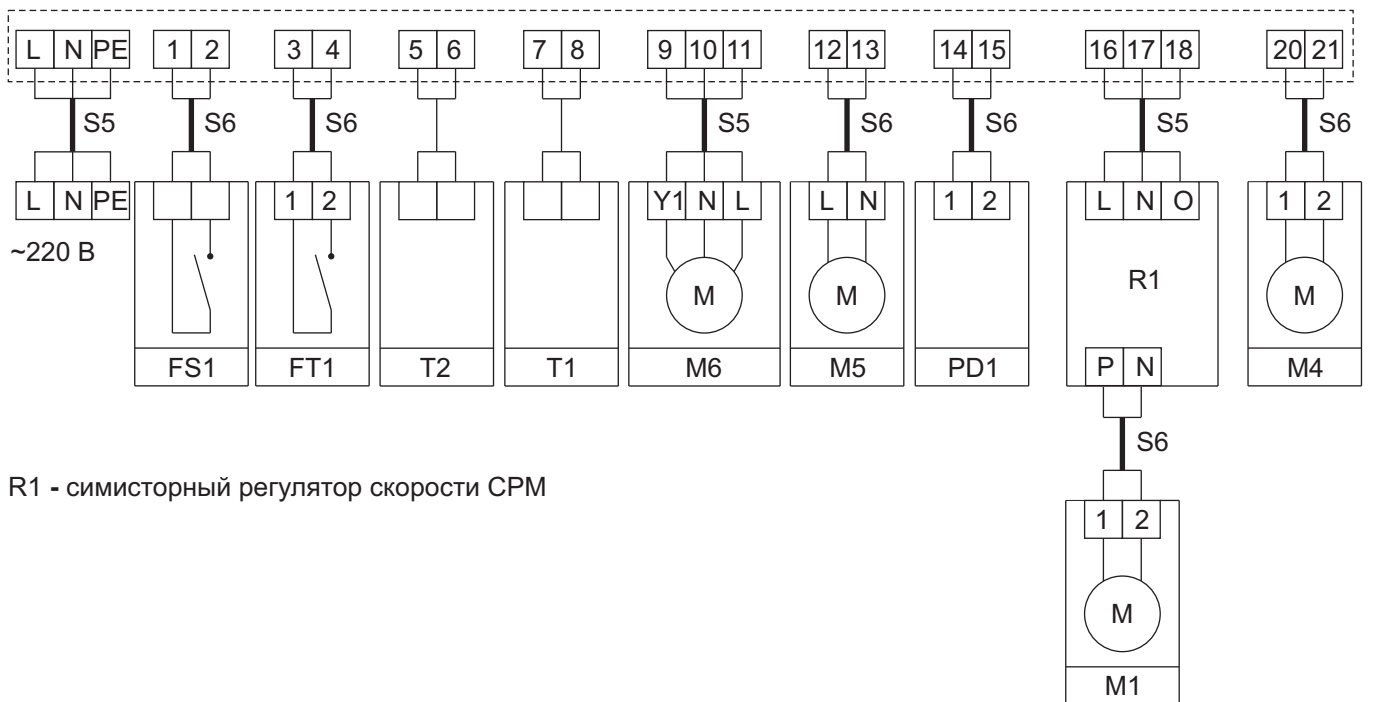 L N PE 1 2 3 4 5 6 7 8 9 10 11 12 13 14 15 16 17 18 20 21
S5 S6 S6 S5 S6 S6 S5 S6
L N PE 1 2 Y1 N L L N 1 2 L N O 1 2
~220 В
R1
M M M
P N
FS1 FT1 T2 T1 M6 M5 PD1 M4
S6
R1 - симисторный регулятор скорости СРМ
1 2
M
M1